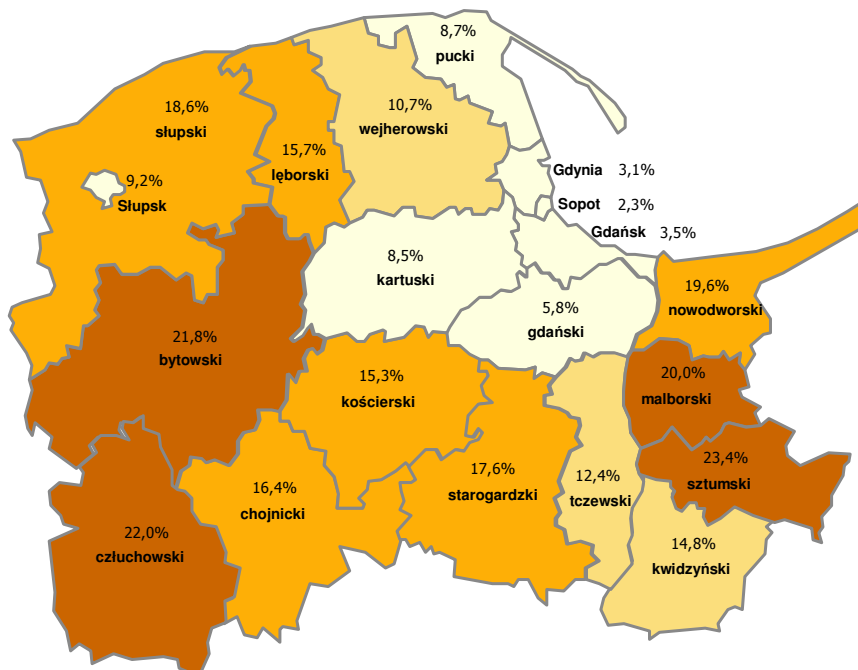 8,7%
pucki
18,6%
słupski
10,7%
wejherowski
15,7%
lęborski
Gdynia 3,1%
9,2%
Słupsk
Sopot 2,3%
Gdańsk 3,5%
8,5%
kartuski
19,6%
nowodworski
5,8%
gdański
21,8%
bytowski
15,3%
kościerski
20,0%
malborski
23,4%
sztumski
17,6%
starogardzki
12,4%
tczewski
16,4%
chojnicki
22,0%
człuchowski
14,8%
kwidzyński